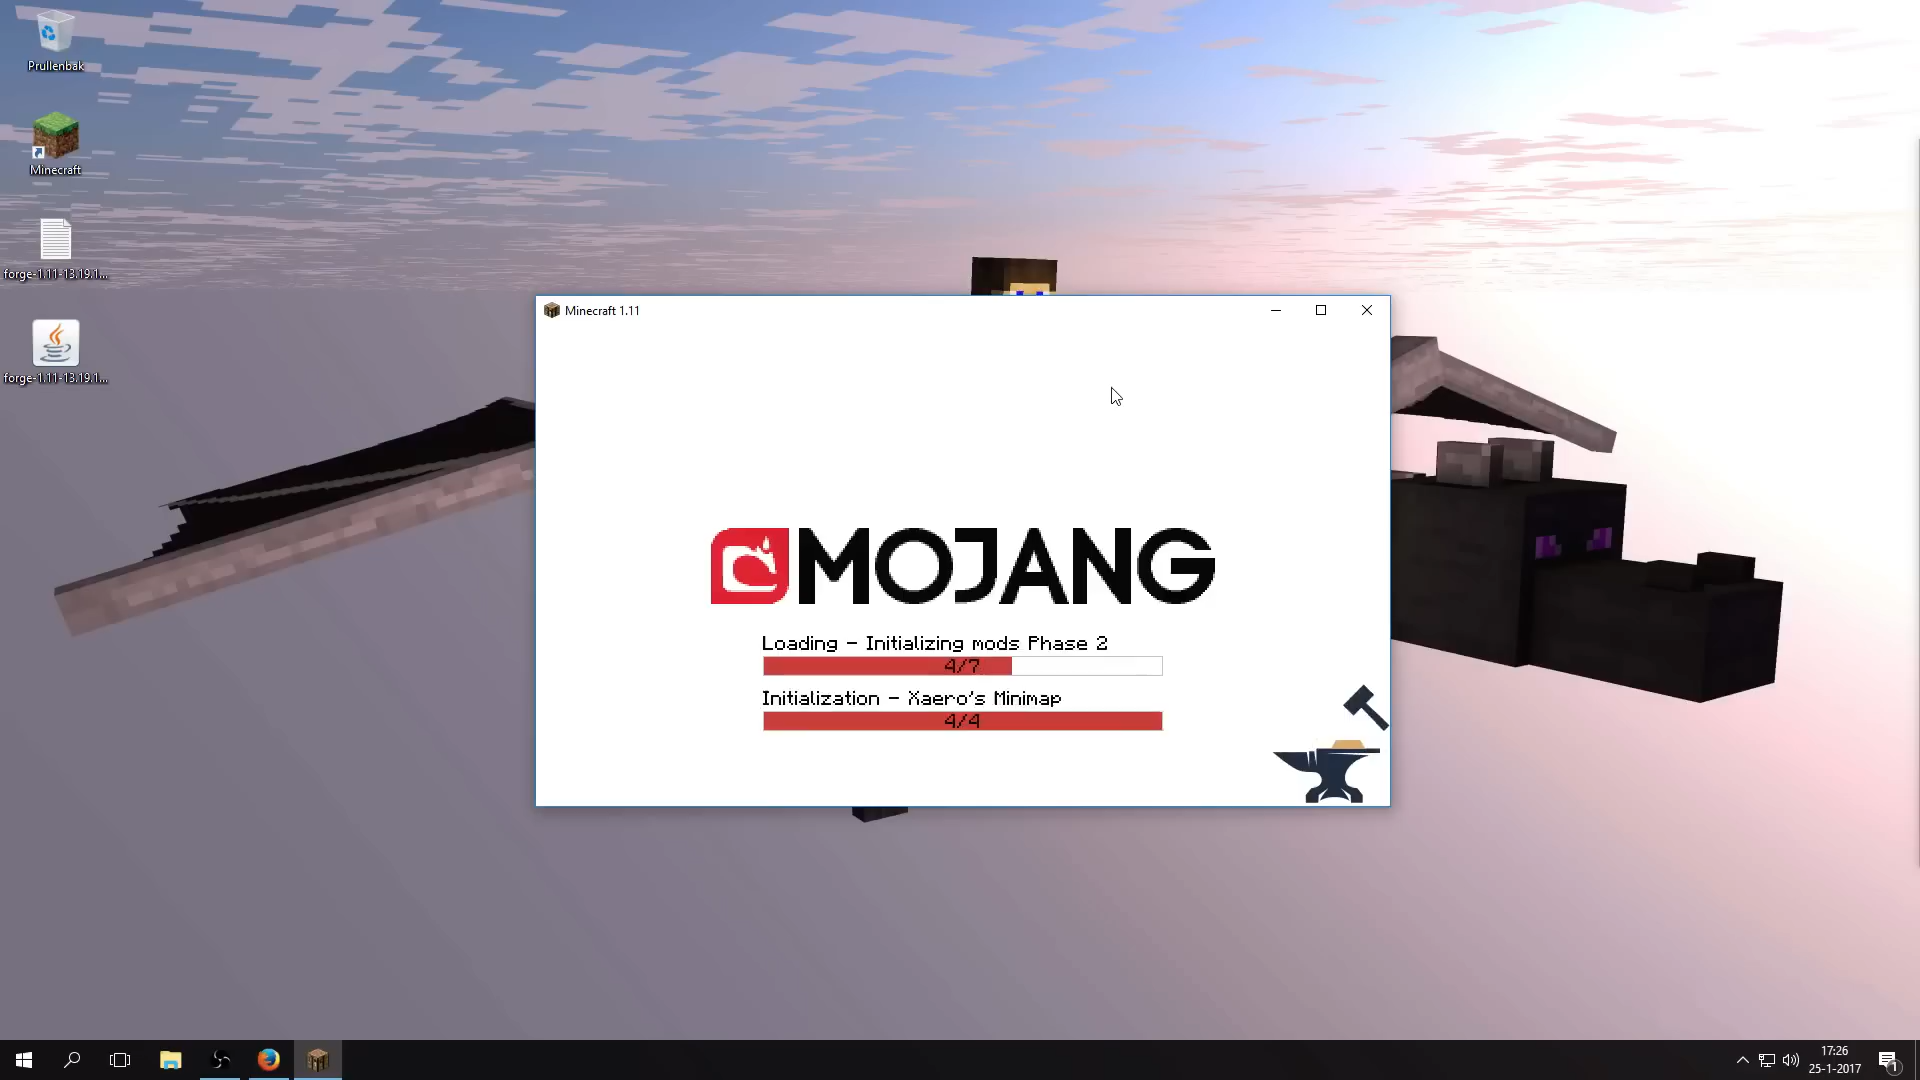 Prullenbak
Minecraft
forge-1.11-13.19.1...
forge-1.11-13.19.1...
Minecraft 1.11
MOJANG
Loading - Initializing mods Phase 2
4/7
Initialization - Xaero's Minimap
4/4
17:26
25-1-2017
1